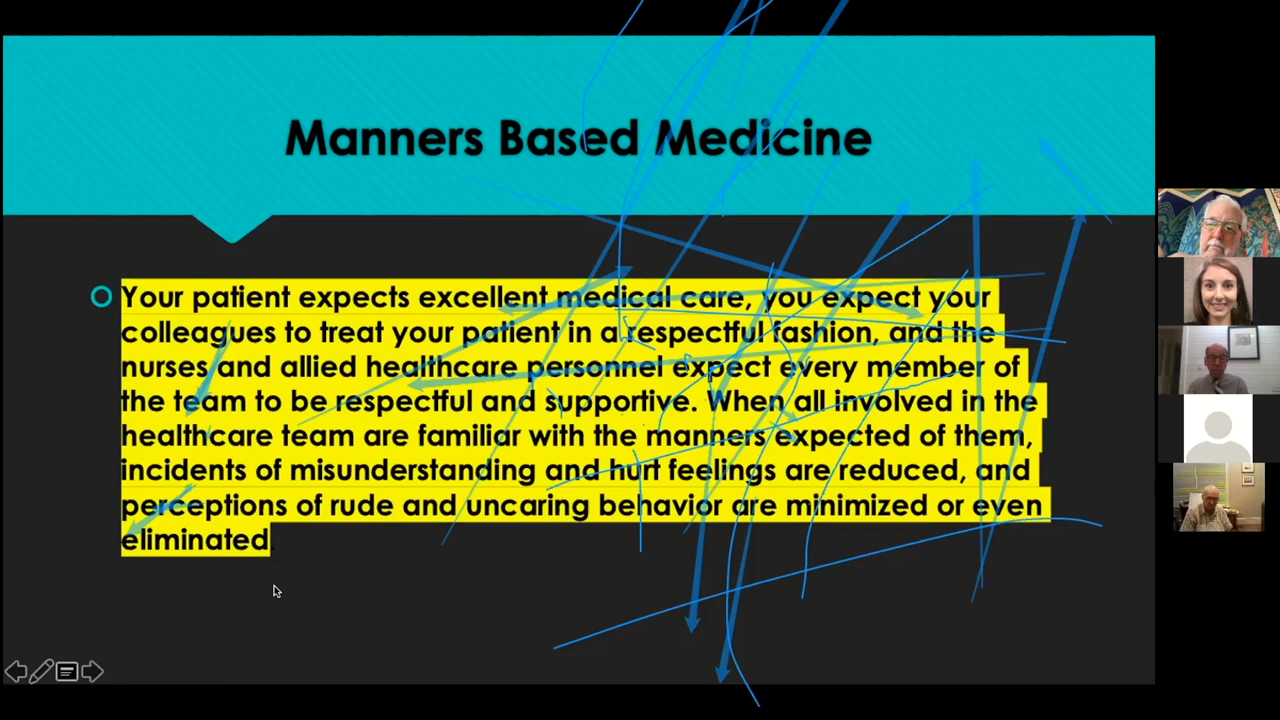 Manners Based Medicine
Your patient expects excellent medical care, you expect your
colleagues to treat your patient in a respectful fashion, and the
nurses and allied healthcare personnel expect every member of
the team to be respectful and supportive. When all involved in the
healthcare team are familiar with the manners expected of them,
incidents of misunderstanding and hurt feelings are reduced, and
perceptions of rude and uncaring behavior are minimized or even
eliminated.